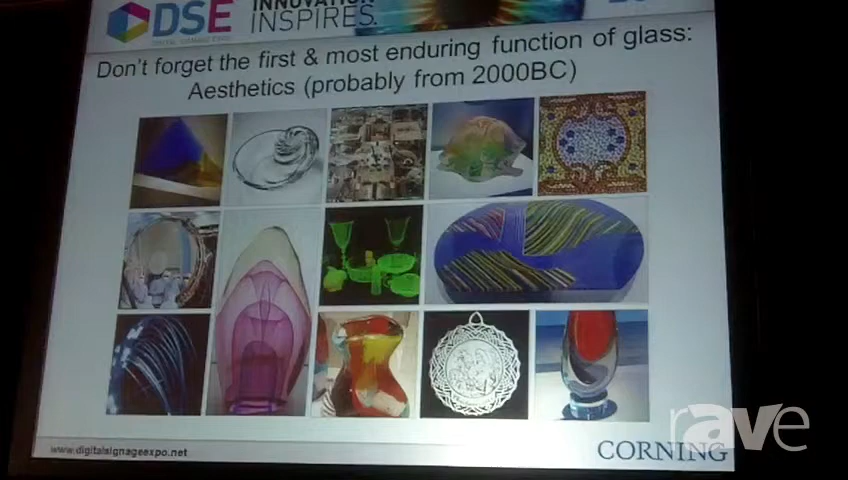 DSE
INNOVATION
INSPIRES.
Don't forget the first & most enduring function of glass:
Aesthetics (probably from 2000BC)
www.digitalsignageexpo.net
CORNING
rave